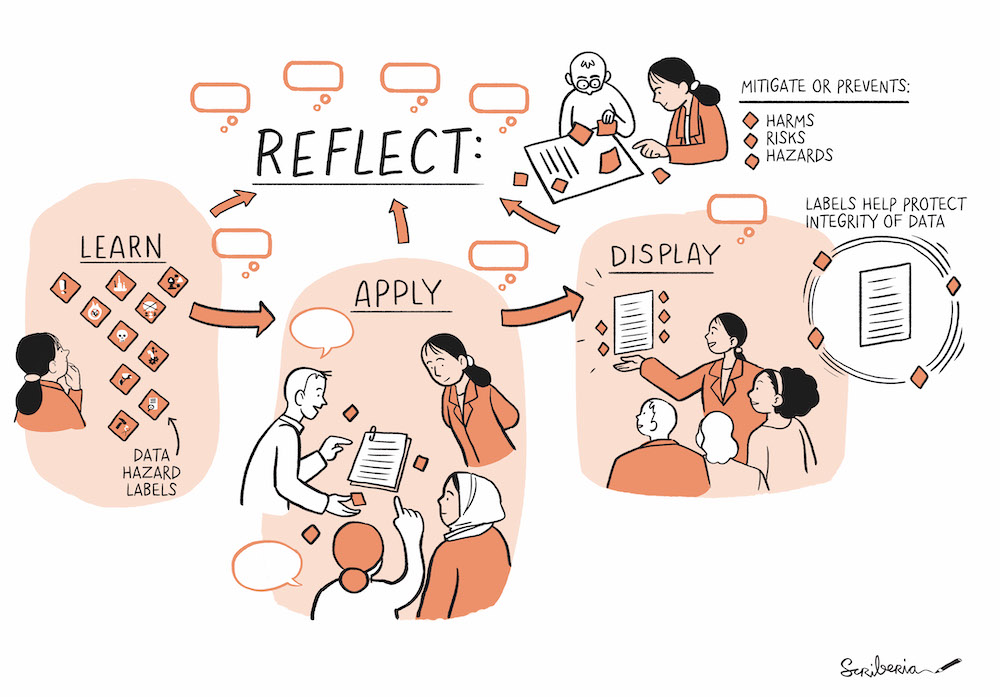 REFLECT:
MITIGATE OR PREVENTS:
HARMS
RISKS
HAZARDS
LEARN
DATA
HAZARD
LABELS
APPLY
DISPLAY
LABELS HELP PROTECT
INTEGRITY OF DATA
Scriberia